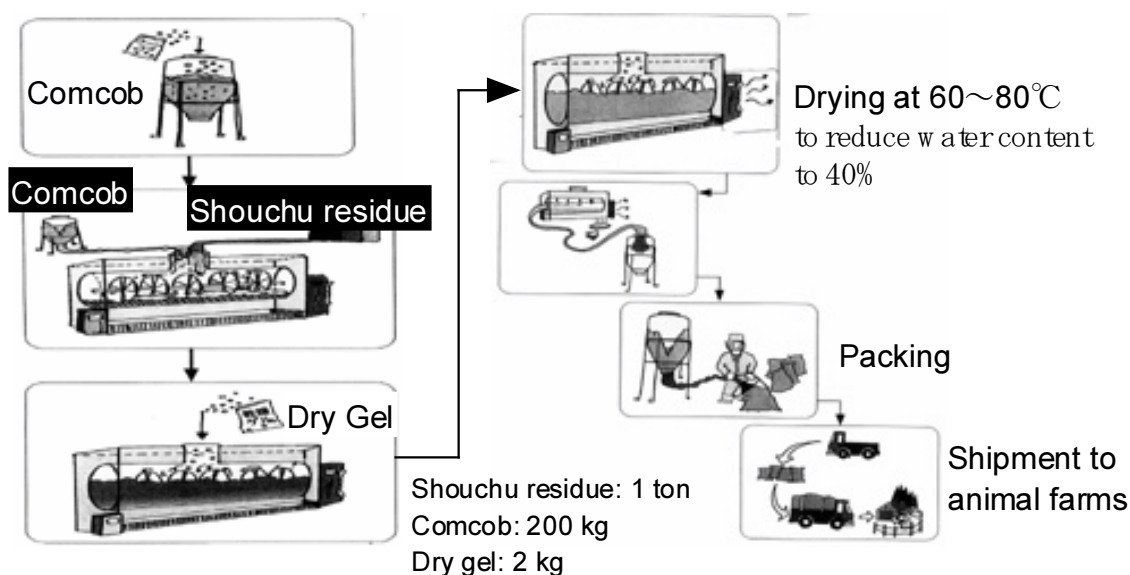 Comcob
Comcob
Shouchu residue
Dry Gel
Shouchu residue: 1 ton
Comcob: 200 kg
Dry gel: 2 kg
Drying at 60～80℃
to reduce water content
to 40%
Packing
Shipment to
animal farms